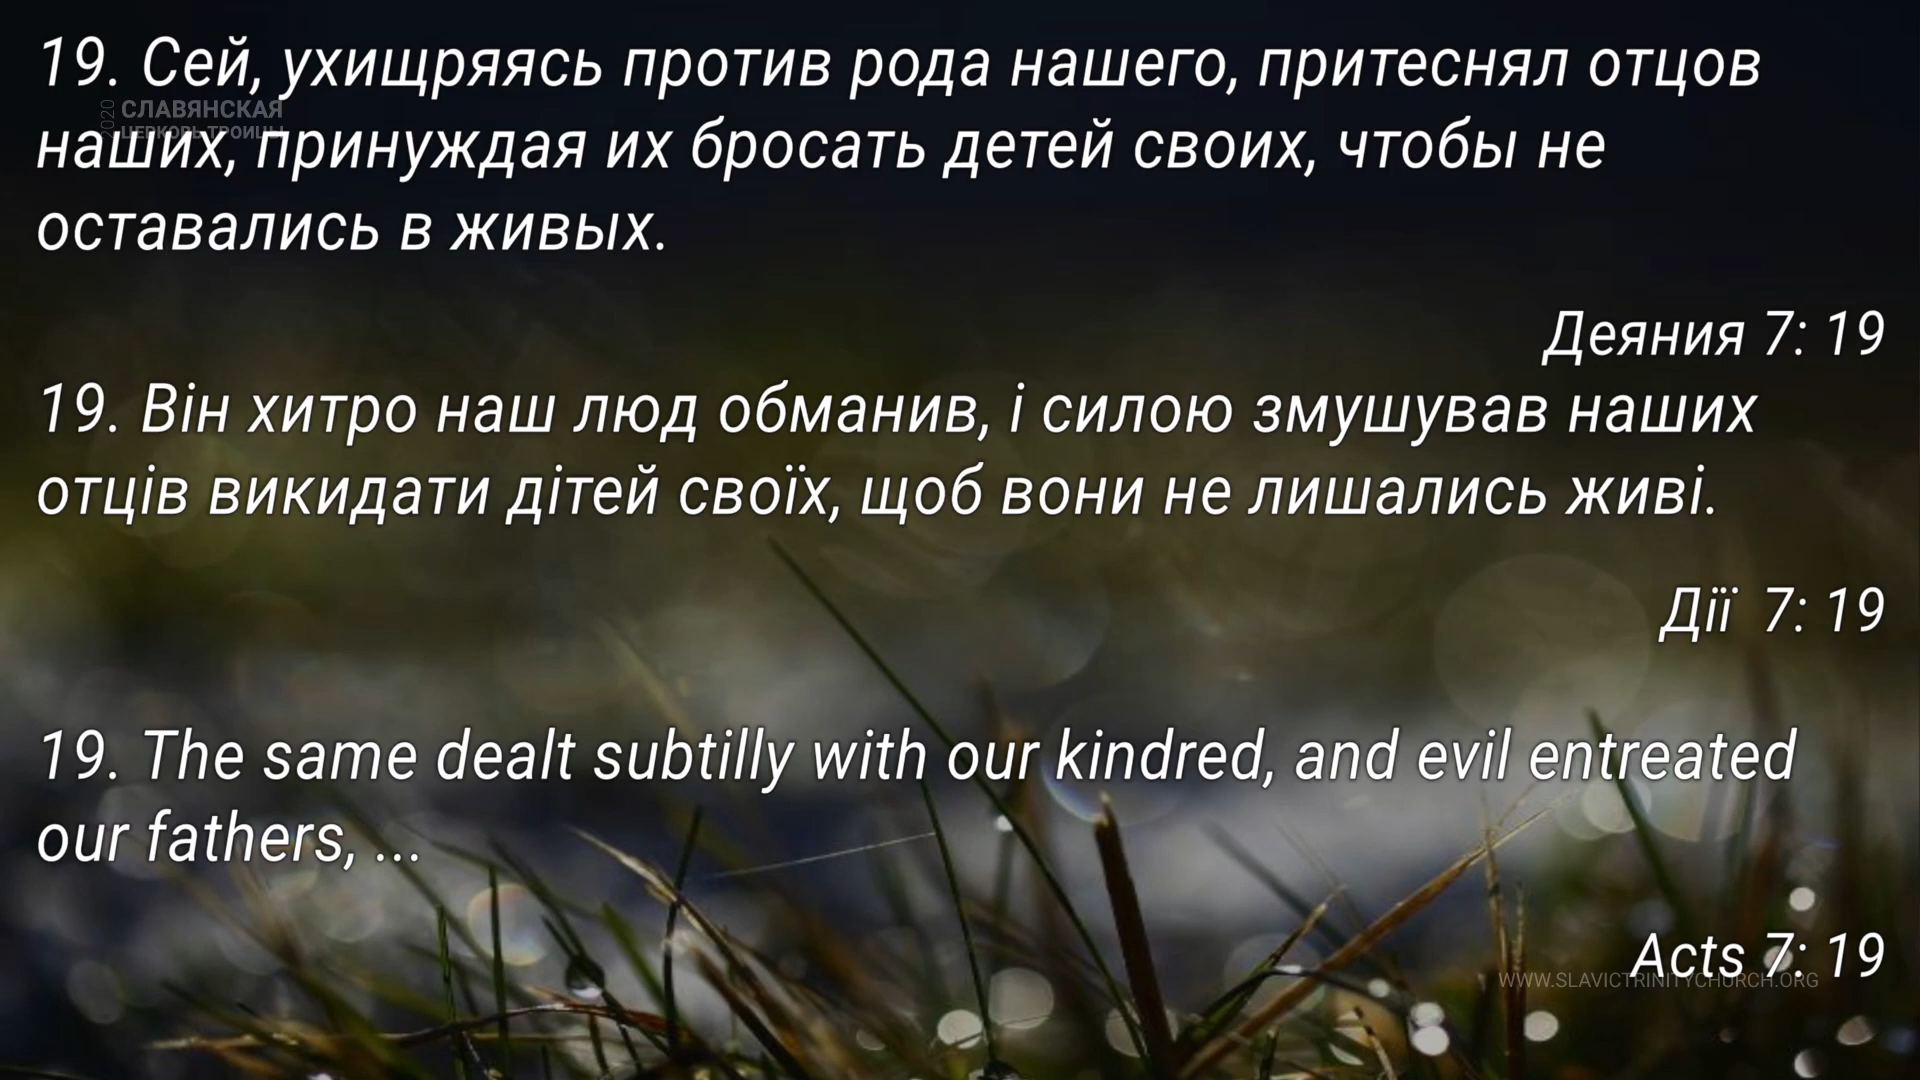 19. Сей, ухищряясь против рода нашего, притеснял отцов
2020 СЛАВЯНСКАЯ
ЦЕРКОВЬ ТРОИЦЫ
наших, принуждая их бросать детей своих, чтобы не
оставались в живых.
Деяния 7: 19
19. Він хитро наш люд обманив, і силою змушував наших
отців викидати дітей своїх, щоб вони не лишались живі.
Дії 7: 19
19. The same dealt subtilly with our kindred, and evil entreated
our fathers, ...
Acts 7: 19
WWW.SLAVICTRINITYCHURCH.ORG